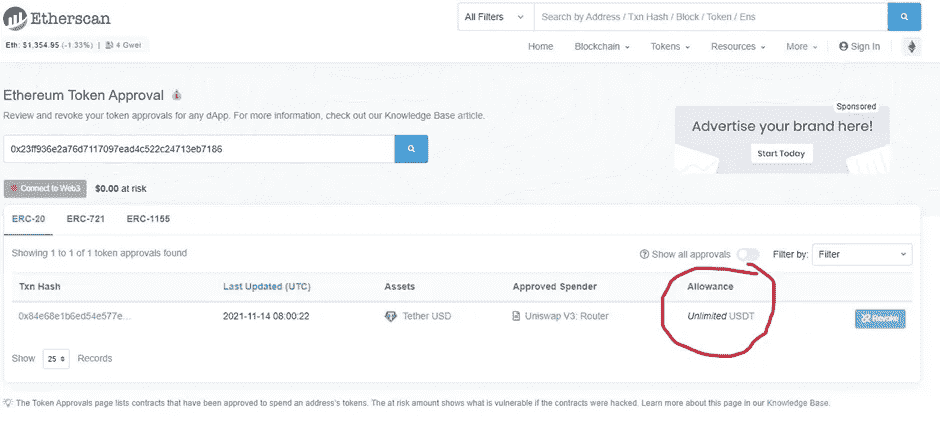 Etherscan
All Filters
Search by Address / Txn Hash / Block / Token / Ens
Eth: $1,354.95 (-1.33%) | 4 Gwei
Home Blockchain Tokens Resources More Sign In
Ethereum Token Approval
Review and revoke your token approvals for any dApp. For more information, check out our Knowledge Base article.
Sponsored
Advertise your brand here!
Start Today
0x23ff936e2a76d7117097ead4c522c24713eb7186
Connect to Web3 $0.00 at risk
ERC-20 ERC-721 ERC-1155
Showing 1 to 1 of 1 token approvals found
Show all approvals Filter by: Filter
Txn Hash Last Updated (UTC) Assets Approved Spender Allowance
0x84e68e1b6ed54e577e... 2021-11-14 08:00:22 Tether USD Uniswap V3: Router Unlimited USDT Revoke
Show 25 Records
The Token Approvals page lists contracts that have been approved to spend an address's tokens. The at risk amount shows what is vulnerable if the contracts were hacked. Learn more about this page in our Knowledge Base.